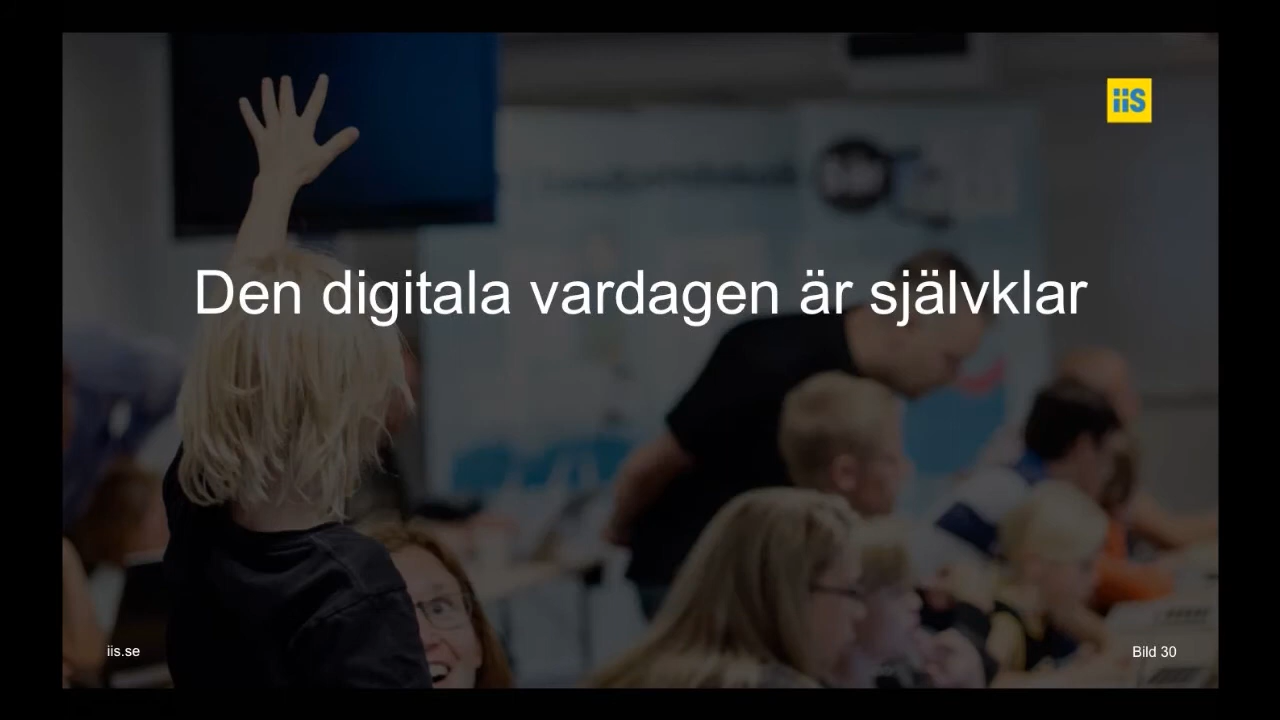 iis
Den digitala vardagen är självklar
iis.se
Bild 30